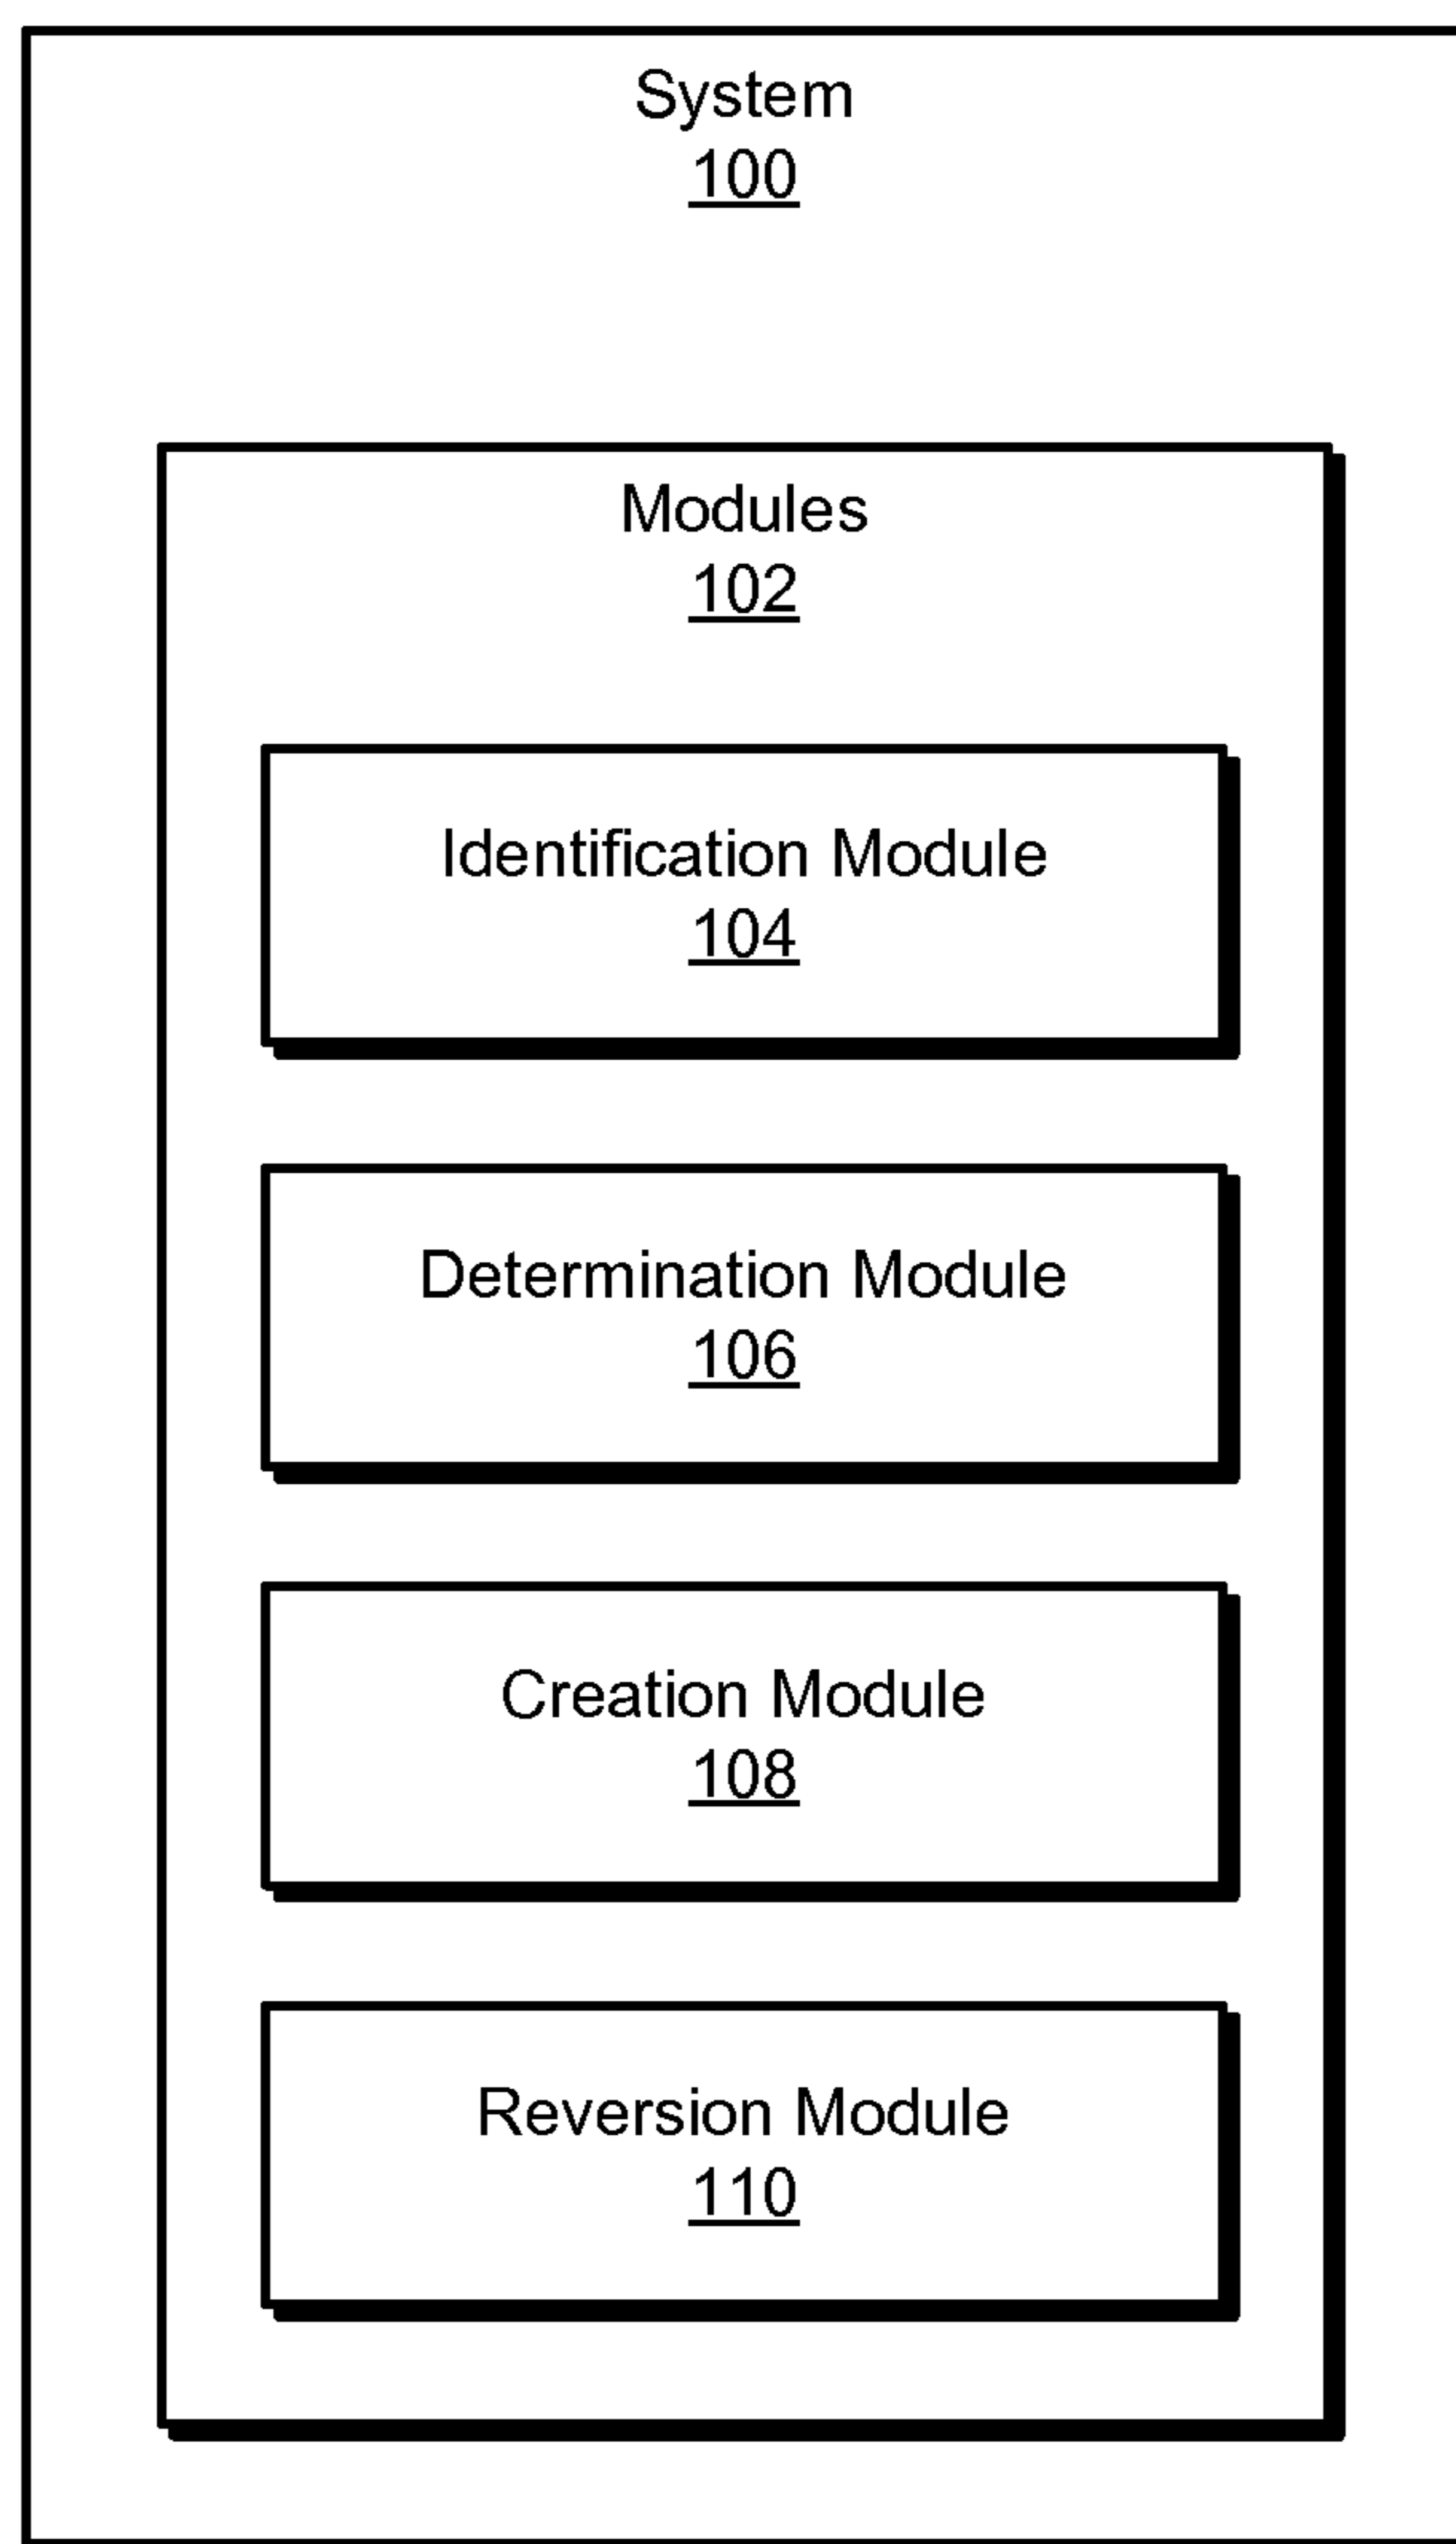 System
100
Modules
102
Identification Module
104
Determination Module
106
Creation Module
108
Reversion Module
110